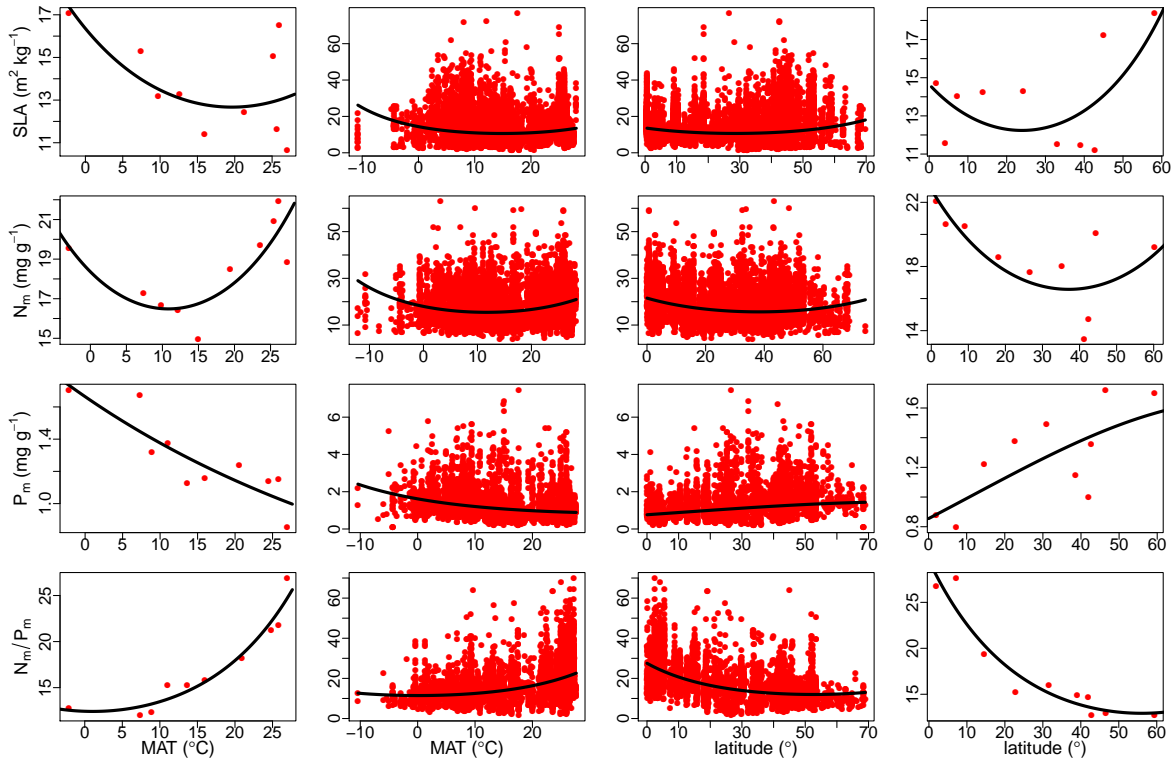 SLA (m² kg⁻¹)
11 13 15 17
0 5 10 15 20 25
0 20 40 60
−10 0 10 20
0 20 40 60
0 10 30 50 70
11 13 15 17
0 10 20 30 40 50 60
Nₘ (mg g⁻¹)
15 17 19 21
0 5 10 15 20 25
10 30 50
−10 0 10 20
10 30 50
0 20 40 60
14 18 22
0 10 20 30 40 50 60
Pₘ (mg g⁻¹)
1.0 1.4
0 5 10 15 20 25
0 2 4 6
−10 0 10 20
0 2 4 6
0 10 30 50 70
0.8 1.2 1.6
0 10 20 30 40 50 60
Nₘ/Pₘ
15 20 25
0 5 10 15 20 25
MAT (°C)
0 20 40 60
−10 0 10 20
MAT (°C)
0 20 40 60
0 10 30 50 70
latitude (°)
15 20 25
0 10 20 30 40 50 60
latitude (°)